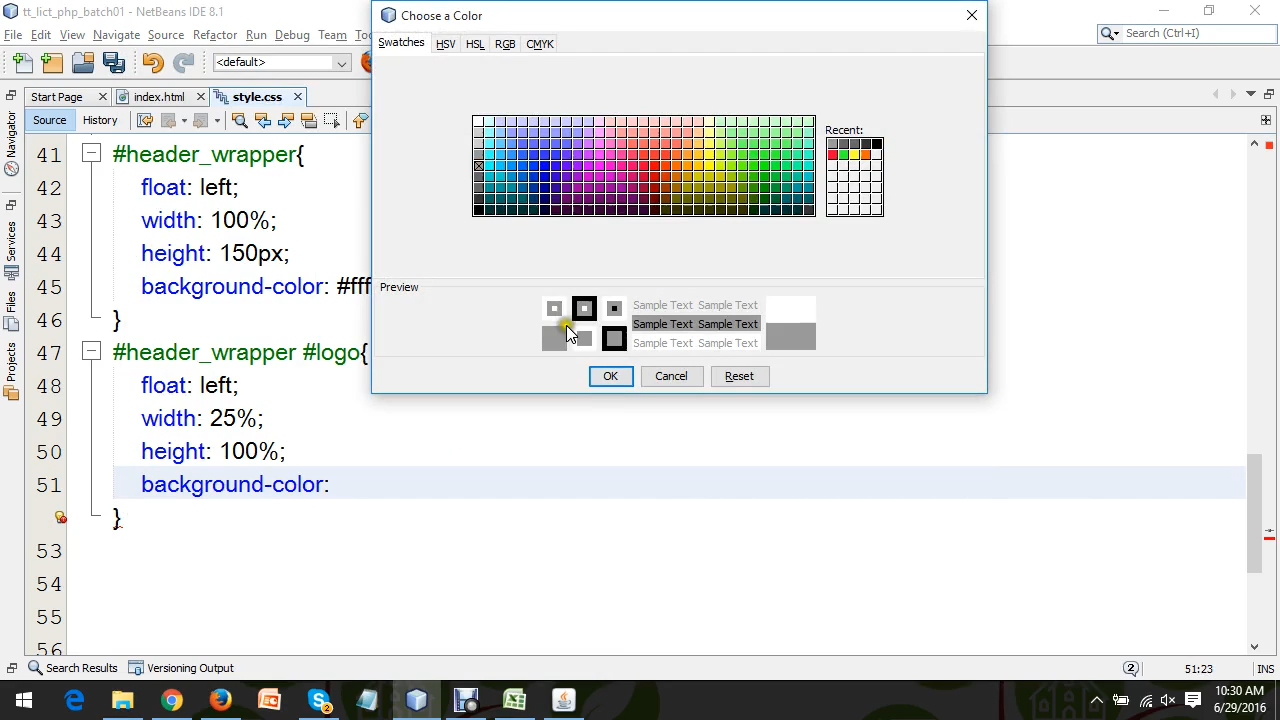 tt_lict_php_batch01 - NetBeans IDE 8.1
File Edit View Navigate Source Refactor Run Debug Team
Search (Ctrl+I)
<default>
Start Page
index.html
style.css
Source
History
Navigator
Services
Files
Projects
41 #header_wrapper{
42 float: left;
43 width: 100%;
44 height: 150px;
45 background-color: #fff
46 }
47 #header_wrapper #logo{
48 float: left;
49 width: 25%;
50 height: 100%;
51 background-color:
}
53
54
55
56
Choose a Color
Swatches HSV HSL RGB CMYK
Recent:
Preview
Sample Text Sample Text
Sample Text Sample Text
Sample Text Sample Text
OK Cancel Reset
Search Results
Versioning Output
2
51:23
INS
2
10:30 AM
6/29/2016